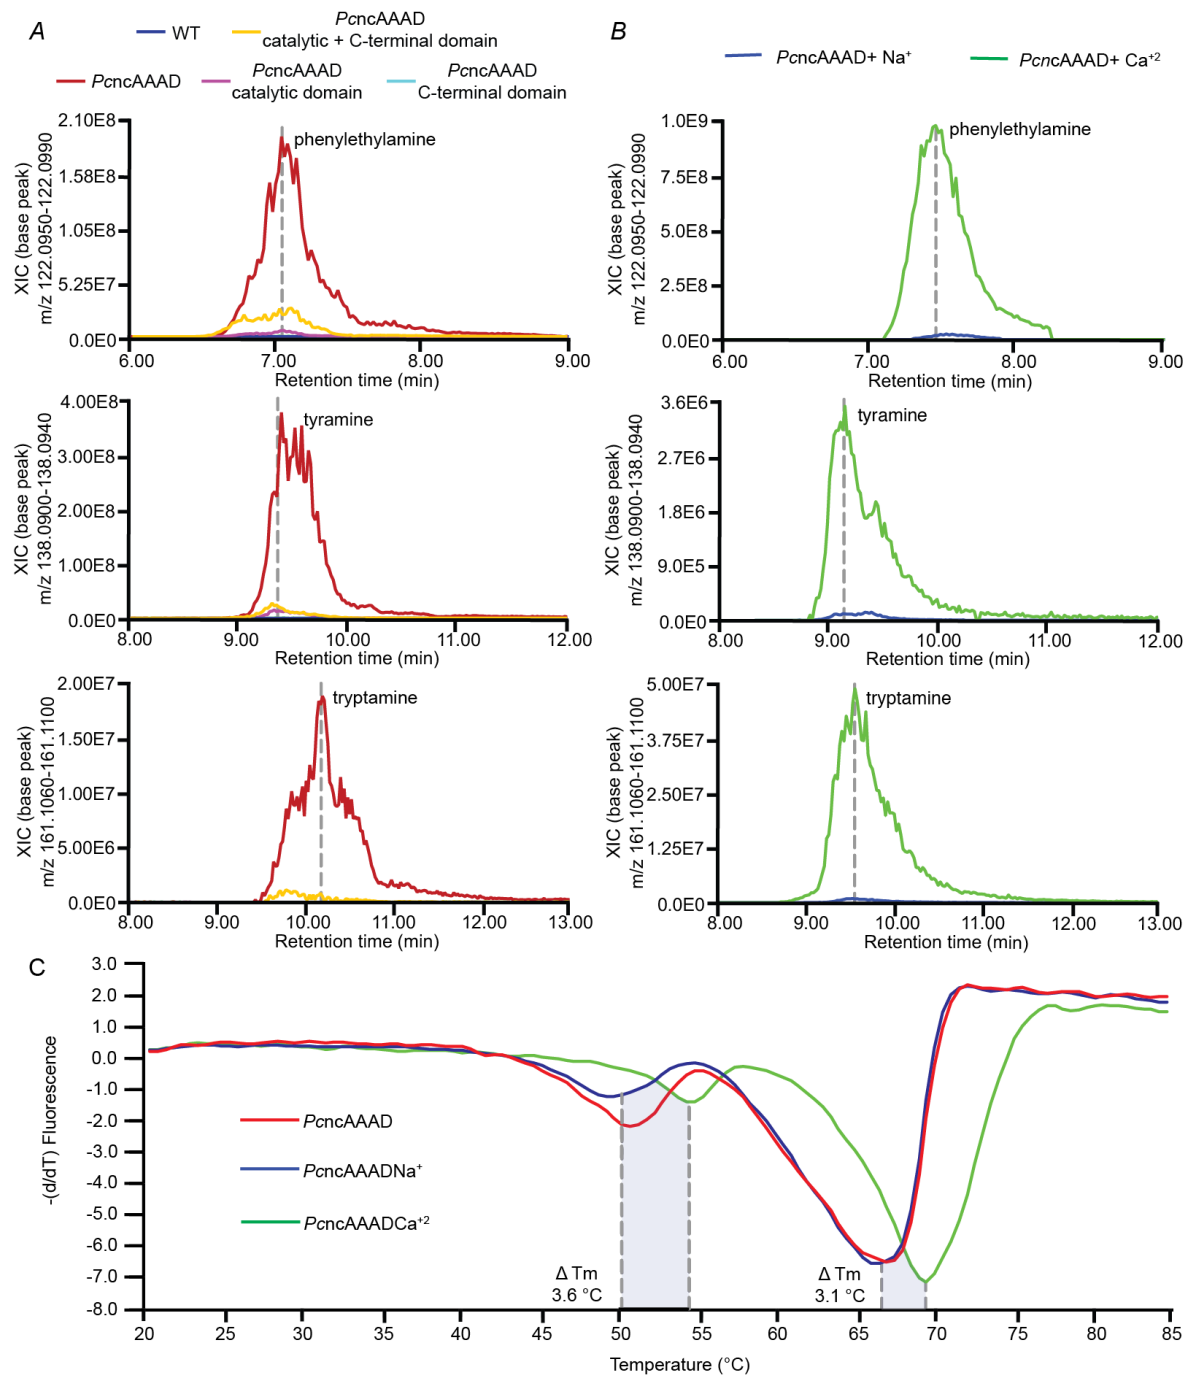 A
WT
PcncAAAD
catalytic + C-terminal domain
PcncAAAD
PcncAAAD
catalytic domain
PcncAAAD
C-terminal domain
2.10E8
1.58E8
1.05E8
5.25E7
0.0E0
XIC (base peak)
m/z 122.0950-122.0990
phenylethylamine
6.00 7.00 8.00 9.00
Retention time (min)
4.00E8
3.00E8
2.00E8
1.00E8
0.0E0
XIC (base peak)
m/z 138.0900-138.0940
tyramine
8.00 9.00 10.00 11.00 12.00
Retention time (min)
2.00E7
1.50E7
1.00E7
5.00E6
0.0E0
XIC (base peak)
m/z 161.1060-161.1100
tryptamine
8.00 9.00 10.00 11.00 12.00 13.00
Retention time (min)
B
PcncAAAD+ Na⁺
PcncAAAD+ Ca⁺²
1.0E9
7.5E8
5.0E8
2.5E8
0.0E0
XIC (base peak)
m/z 122.0950-122.0990
phenylethylamine
6.00 7.00 8.00 9.00
Retention time (min)
3.6E6
2.7E6
1.8E6
9.0E5
0.0E0
XIC (base peak)
m/z 138.0900-138.0940
tyramine
8.00 9.00 10.00 11.00 12.00
Retention time (min)
5.00E7
3.75E7
2.50E7
1.25E7
0.0E0
XIC (base peak)
m/z 161.1060-161.1100
tryptamine
8.00 9.00 10.00 11.00 12.00 13.00
Retention time (min)
C
3.0
2.0
1.0
0.0
-1.0
-2.0
-3.0
-4.0
-5.0
-6.0
-7.0
-8.0
-(d/dT) Fluorescence
PcncAAAD
PcncAAADNa⁺
PcncAAADCa⁺²
Δ Tm
3.6 °C
Δ Tm
3.1 °C
20 25 30 35 40 45 50 55 60 65 70 75 80 85
Temperature (°C)